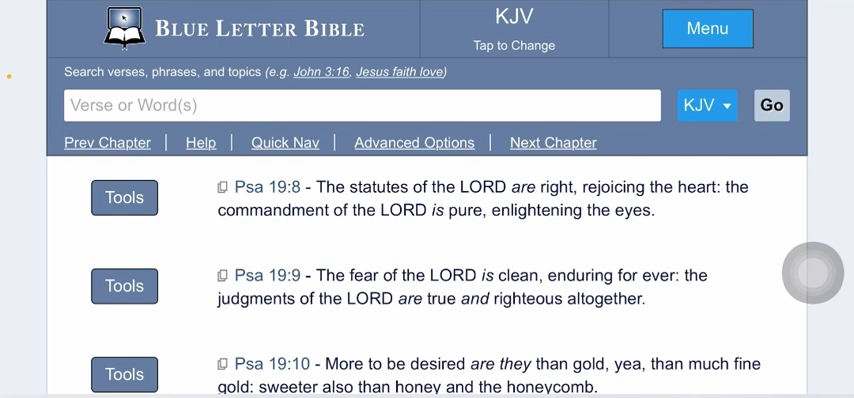 BLUE LETTER BIBLE
KJV
Tap to Change
Menu
Search verses, phrases, and topics (e.g. John 3:16, Jesus faith love)
Verse or Word(s)
KJV
Go
Prev Chapter | Help | Quick Nav | Advanced Options | Next Chapter
Tools
Psa 19:8 - The statutes of the LORD are right, rejoicing the heart: the
commandment of the LORD is pure, enlightening the eyes.
Tools
Psa 19:9 - The fear of the LORD is clean, enduring for ever: the
judgments of the LORD are true and righteous altogether.
Tools
Psa 19:10 - More to be desired are they than gold, yea, than much fine
gold: sweeter also than honey and the honeycomb.